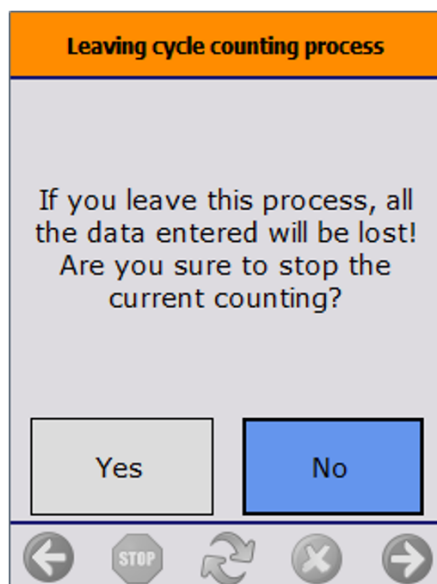 Leaving cycle counting process
If you leave this process, all
the data entered will be lost!
Are you sure to stop the
current counting?
Yes
No
STOP